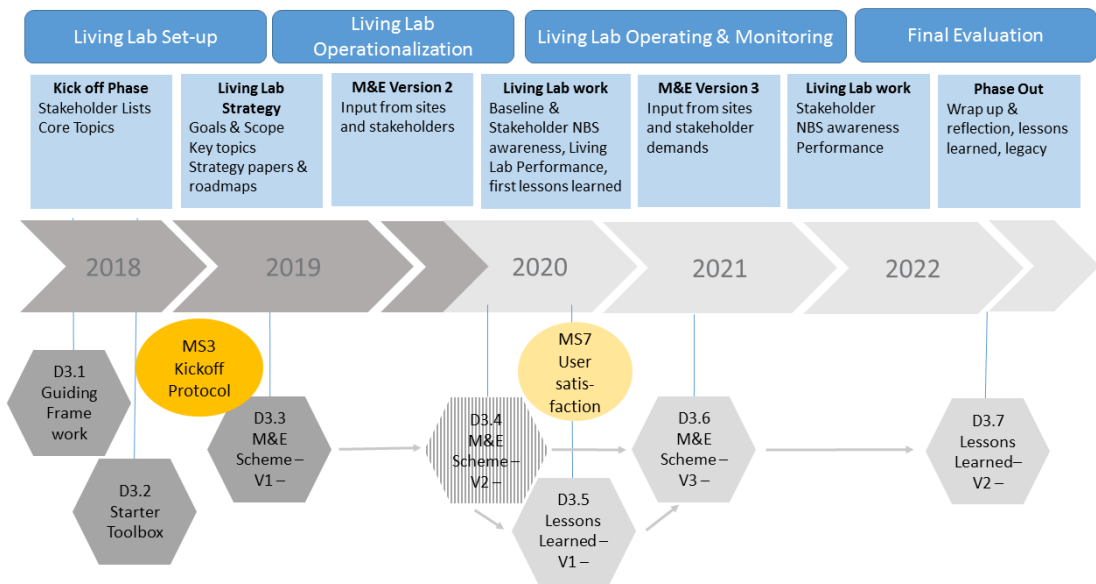 Living Lab Set-up
Living Lab
Operationalization
Living Lab Operating & Monitoring
Final Evaluation
Kick off Phase
Stakeholder Lists
Core Topics
Living Lab
Strategy
Goals & Scope
Key topics
Strategy papers &
roadmaps
M&E Version 2
Input from sites
and stakeholders
Living Lab work
Baseline &
Stakeholder NBS
awareness, Living
Lab Performance,
first lessons learned
M&E Version 3
Input from sites
and stakeholder
demands
Living Lab work
Stakeholder
NBS awareness
Performance
Phase Out
Wrap up &
reflection, lessons
learned, legacy
2018
2019
2020
2021
2022
D3.1
Guiding
Frame
work
D3.2
Starter
Toolbox
MS3
Kickoff
Protocol
D3.3
M&E
Scheme –
V1 –
D3.4
M&E
Scheme –
V2 –
MS7
User
satis-
faction
D3.5
Lessons
Learned –
V1 –
D3.6
M&E
Scheme –
V3 –
D3.7
Lessons
Learned–
V2 –